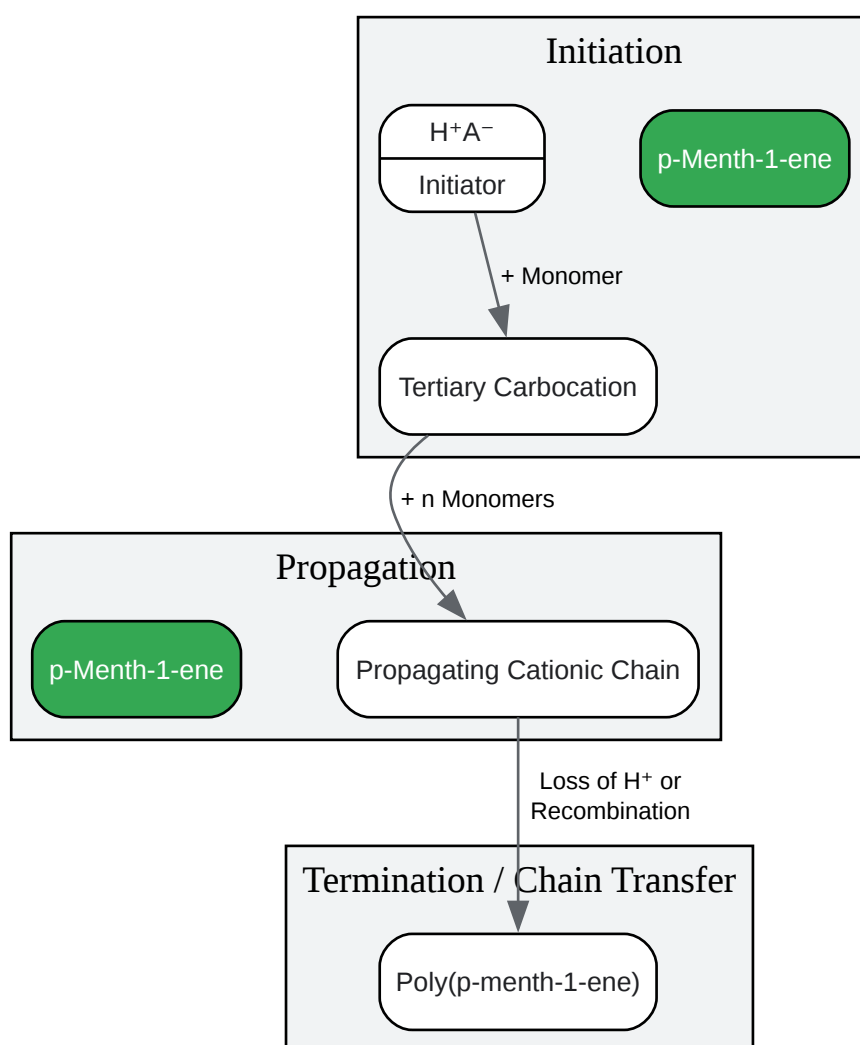 Initiation
H⁺A⁻
Initiator
p-Menth-1-ene
+ Monomer
Tertiary Carbocation
+ n Monomers
Propagation
p-Menth-1-ene
Propagating Cationic Chain
Loss of H⁺ or
Recombination
Termination / Chain Transfer
Poly(p-menth-1-ene)